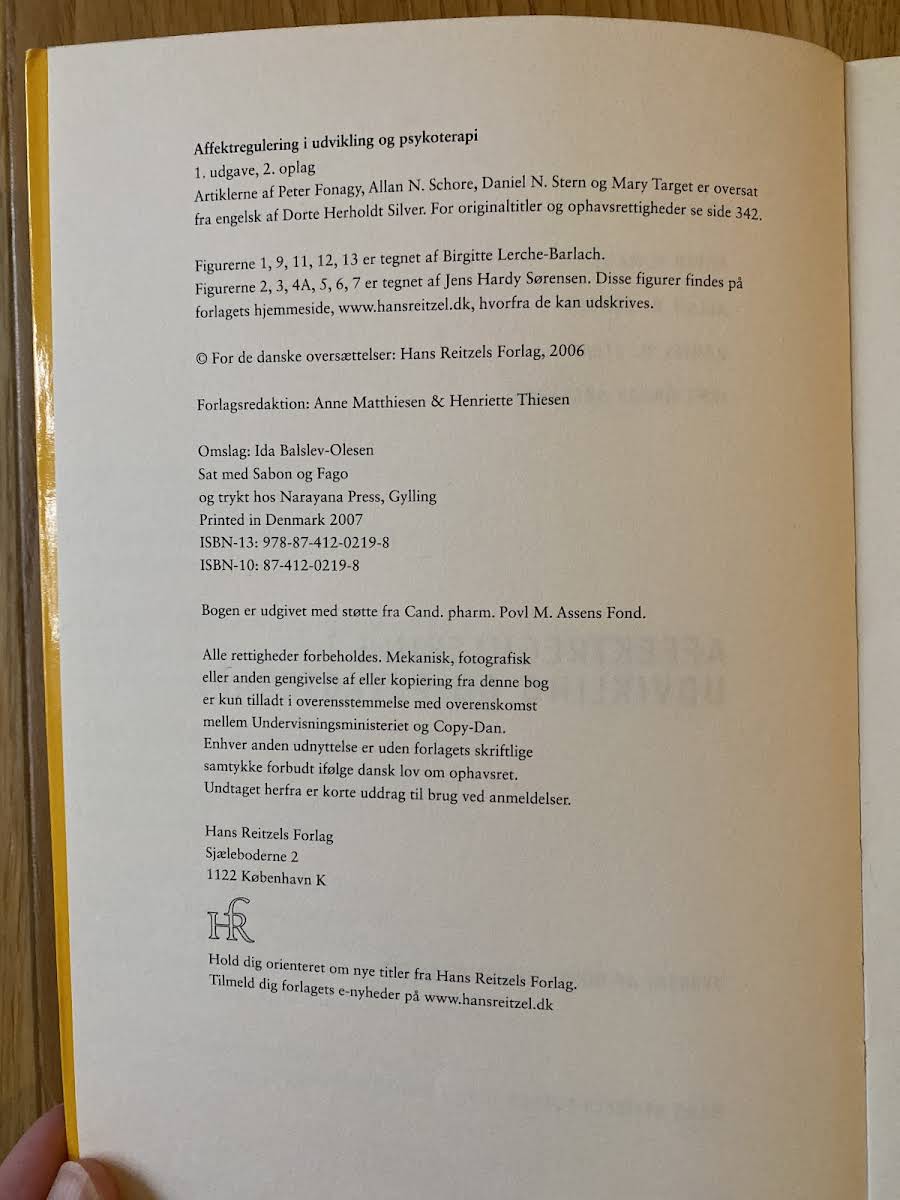 Affektregulering i udvikling og psykoterapi
1. udgave, 2. oplag
Artiklerne af Peter Fonagy, Allan N. Schore, Daniel N. Stern og Mary Target er oversat
fra engelsk af Dorte Herholdt Silver. For originaltitler og ophavsrettigheder se side 342.
Figurerne 1, 9, 11, 12, 13 er tegnet af Birgitte Lerche-Barlach.
Figurerne 2, 3, 4A, 5, 6, 7 er tegnet af Jens Hardy Sørensen. Disse figurer findes på
forlagets hjemmeside, www.hansreitzel.dk, hvorfra de kan udskrives.
© For de danske oversættelser: Hans Reitzels Forlag, 2006
Forlagsredaktion: Anne Matthiesen & Henriette Thiesen
Omslag: Ida Balslev-Olesen
Sat med Sabon og Fago
og trykt hos Narayana Press, Gylling
Printed in Denmark 2007
ISBN-13: 978-87-412-0219-8
ISBN-10: 87-412-0219-8
Bogen er udgivet med støtte fra Cand. pharm. Povl M. Assens Fond.
Alle rettigheder forbeholdes. Mekanisk, fotografisk
eller anden gengivelse af eller kopiering fra denne bog
er kun tilladt i overensstemmelse med overenskomst
mellem Undervisningsministeriet og Copy-Dan.
Enhver anden udnyttelse er uden forlagets skriftlige
samtykke forbudt ifølge dansk lov om ophavsret.
Undtaget herfra er korte uddrag til brug ved anmeldelser.
Hans Reitzels Forlag
Sjæleboderne 2
1122 København K
HR
Hold dig orienteret om nye titler fra Hans Reitzels Forlag.
Tilmeld dig forlagets e-nyheder på www.hansreitzel.dk